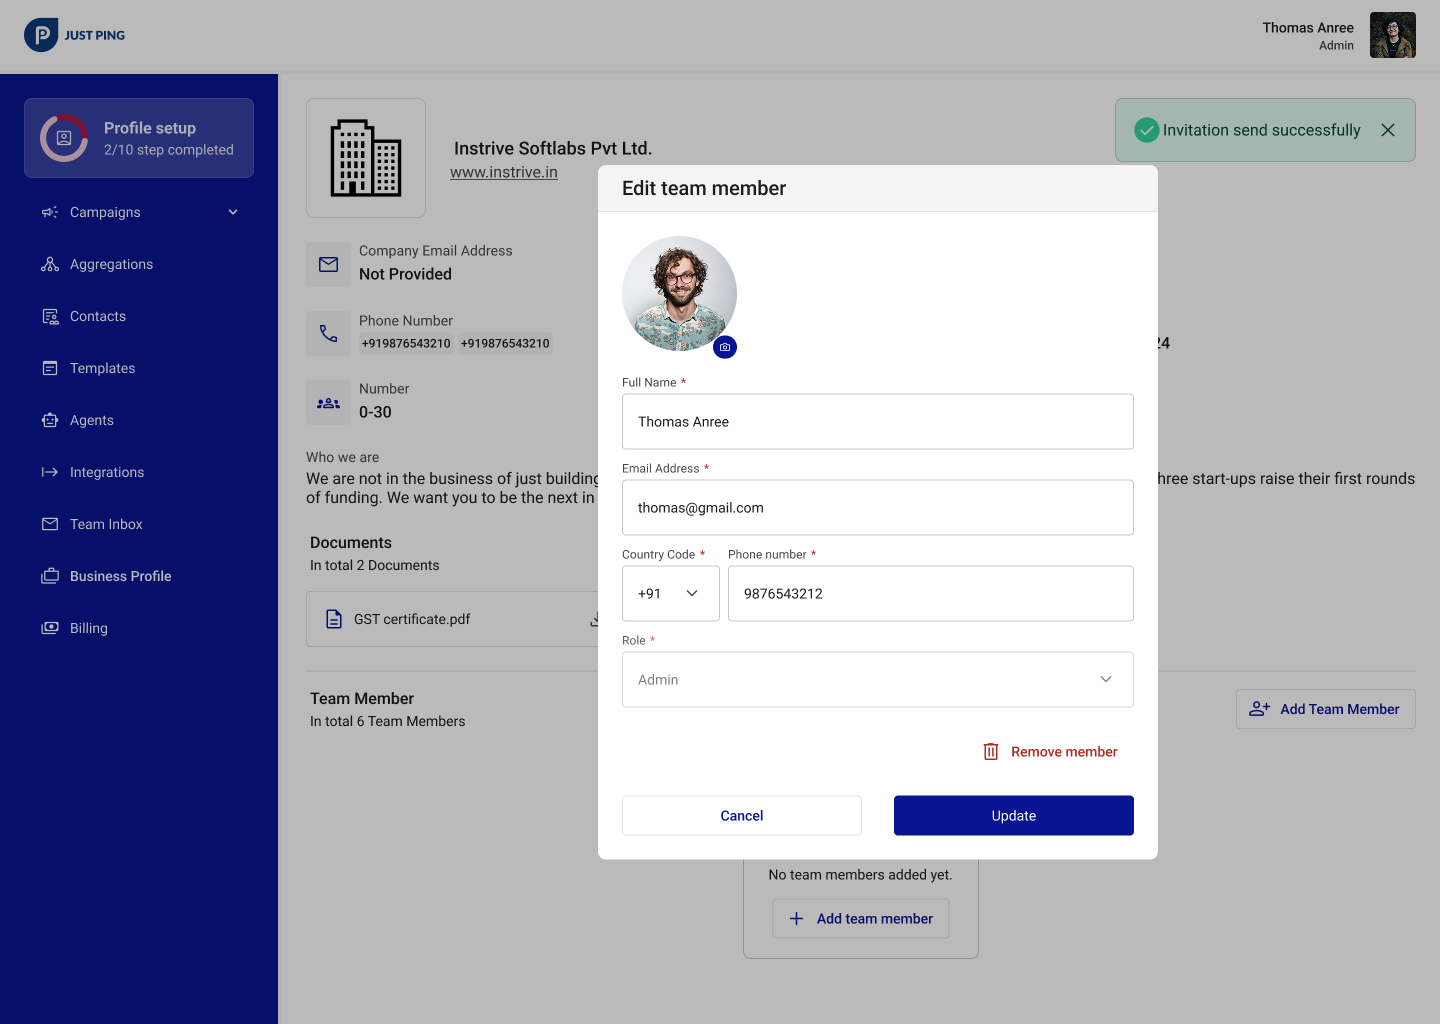 JUST PING
Thomas Anree
Admin
Profile setup
2/10 step completed
Campaigns
Aggregations
Contacts
Templates
Agents
Integrations
Team Inbox
Business Profile
Billing
Instrive Softlabs Pvt Ltd.
www.instrive.in
Invitation send successfully
Company Email Address
Not Provided
Phone Number
+919876543210 +919876543210
24
Number
0-30
Who we are
We are not in the business of just building
hree start-ups raise their first rounds
of funding. We want you to be the next in
Documents
In total 2 Documents
GST certificate.pdf
Team Member
In total 6 Team Members
Add Team Member
No team members added yet.
Add team member
Edit team member
Full Name *
Thomas Anree
Email Address *
thomas@gmail.com
Country Code * Phone number *
+91 9876543212
Role *
Admin
Remove member
Cancel Update